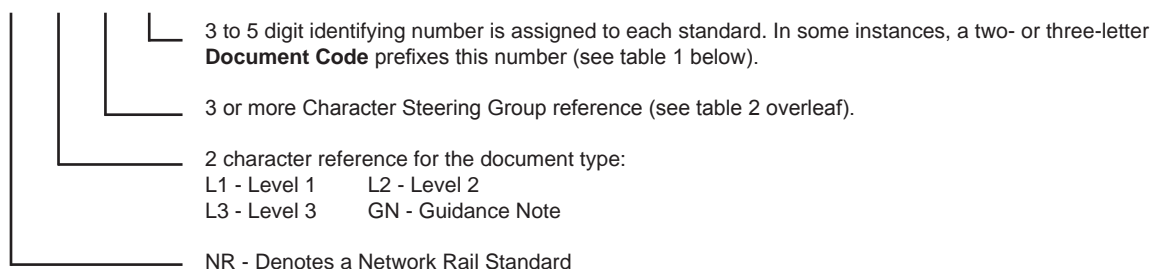 3 to 5 digit identifying number is assigned to each standard. In some instances, a two- or three-letter
Document Code prefixes this number (see table 1 below).
3 or more Character Steering Group reference (see table 2 overleaf).
2 character reference for the document type:
L1 - Level 1 L2 - Level 2
L3 - Level 3 GN - Guidance Note
NR - Denotes a Network Rail Standard